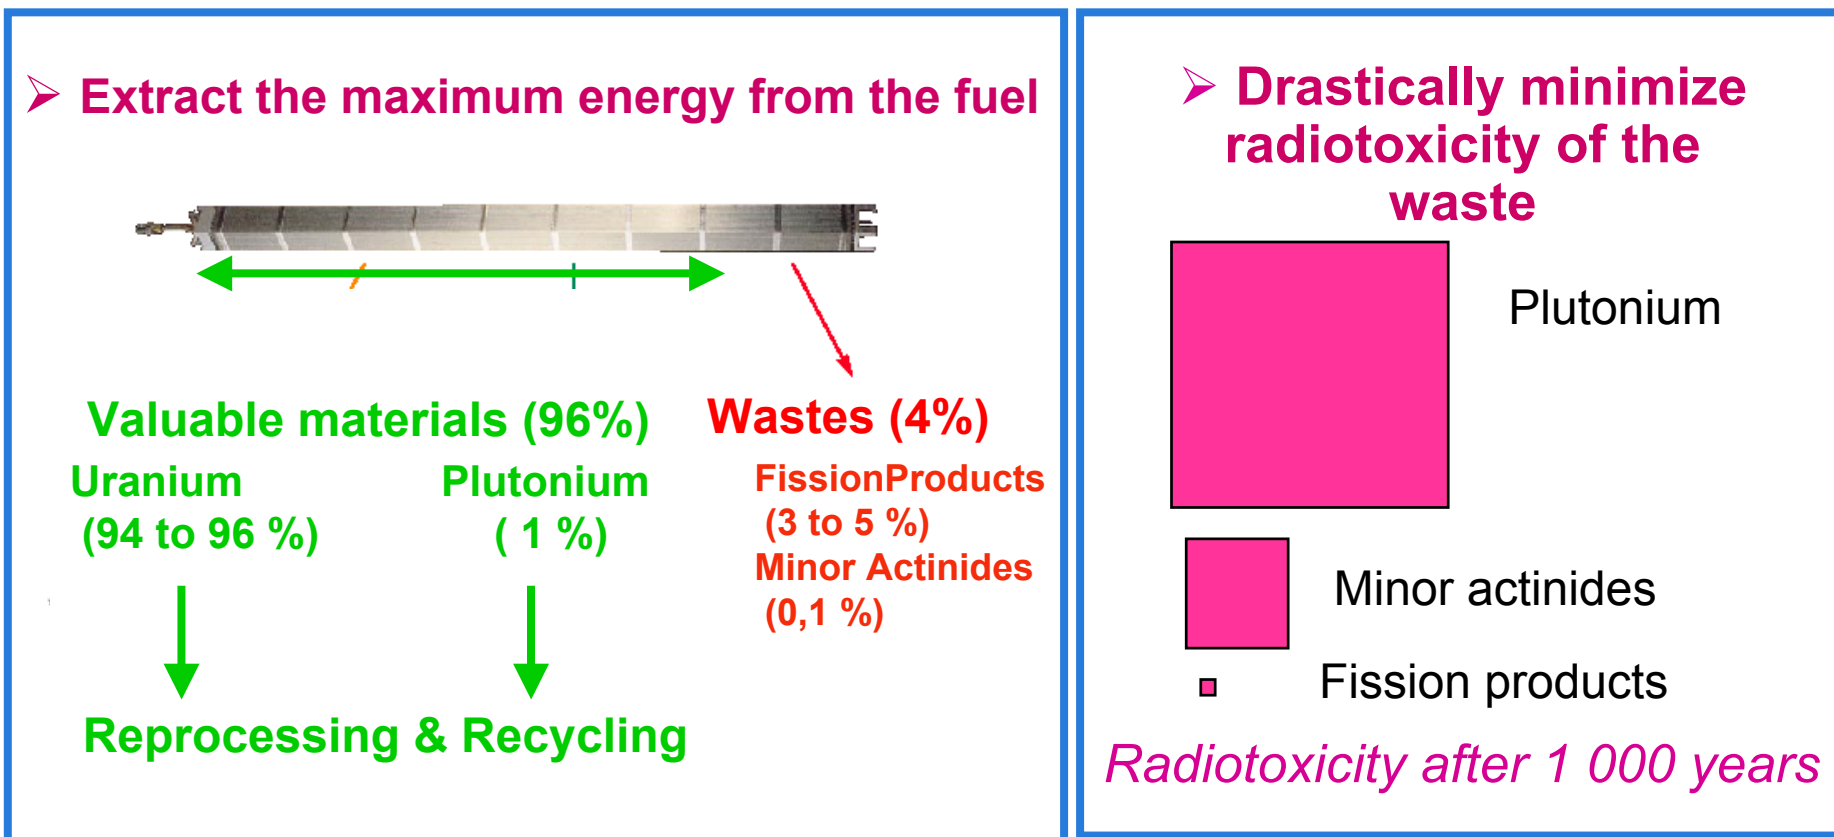 ➢ Extract the maximum energy from the fuel
Valuable materials (96%)
Wastes (4%)
Uranium
(94 to 96 %)
Plutonium
( 1 %)
FissionProducts
(3 to 5 %)
Minor Actinides
(0,1 %)
Reprocessing & Recycling
➢ Drastically minimize
radiotoxicity of the
waste
Plutonium
Minor actinides
Fission products
Radiotoxicity after 1 000 years